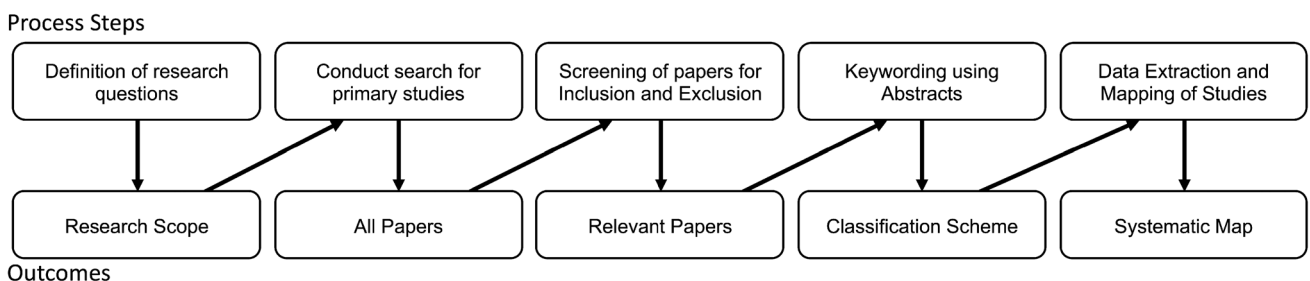 Process Steps
Definition of research
questions
Conduct search for
primary studies
Screening of papers for
Inclusion and Exclusion
Keywording using
Abstracts
Data Extraction and
Mapping of Studies
Research Scope
All Papers
Relevant Papers
Classification Scheme
Systematic Map
Outcomes